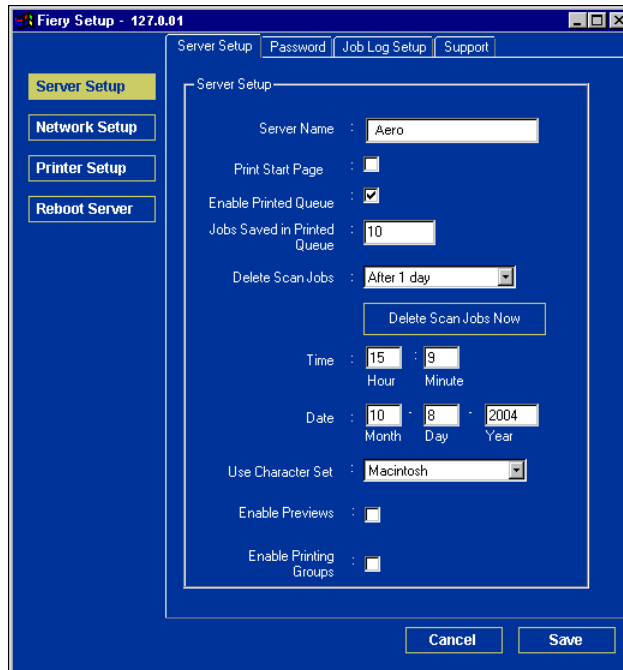 Fiery Setup - 127.0.01
Server Setup
Password
Job Log Setup
Support
Server Setup
Network Setup
Printer Setup
Reboot Server
Server Setup
Server Name : Aero
Print Start Page :
Enable Printed Queue :
Jobs Saved in Printed : 10
Queue
Delete Scan Jobs : After 1 day
Delete Scan Jobs Now
Time : 15 : 9
Hour Minute
Date : 10 - 8 - 2004
Month Day Year
Use Character Set : Macintosh
Enable Previews :
Enable Printing :
Groups
Cancel
Save